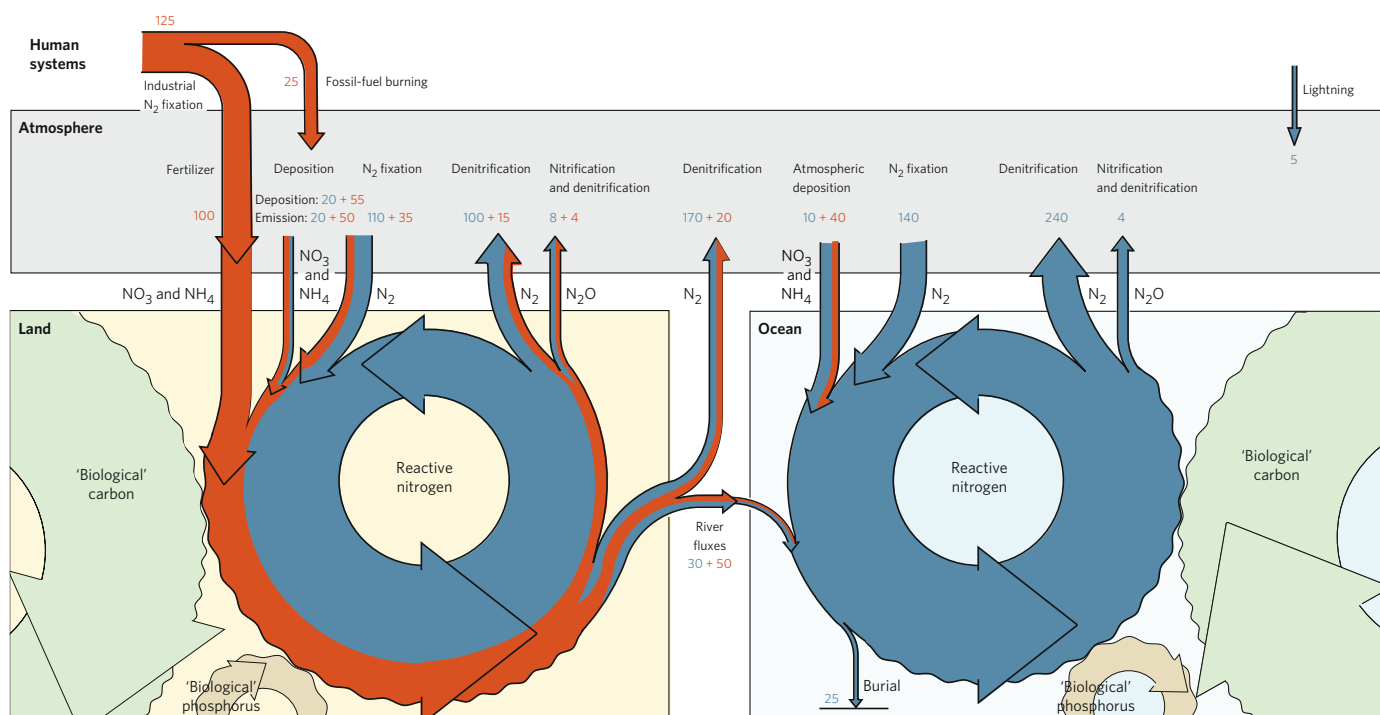 125
Human
systems
Industrial
N2 fixation
25
Fossil-fuel burning
Lightning
5
Atmosphere
Fertilizer
100
Deposition
Deposition: 20 + 55
Emission: 20 + 50
N2 fixation
110 + 35
Denitrification
100 + 15
Nitrification
and denitrification
8 + 4
Denitrification
170 + 20
Atmospheric
deposition
10 + 40
N2 fixation
140
Denitrification
240
Nitrification
and denitrification
4
NO3 and NH4
NO3
and
NH4
N2
N2
N2O
N2
NO3
and
NH4
N2
N2
N2O
Land
'Biological'
carbon
Reactive
nitrogen
'Biological'
phosphorus
River
fluxes
30 + 50
Ocean
Reactive
nitrogen
'Biological'
carbon
25
Burial
'Biological'
phosphorus